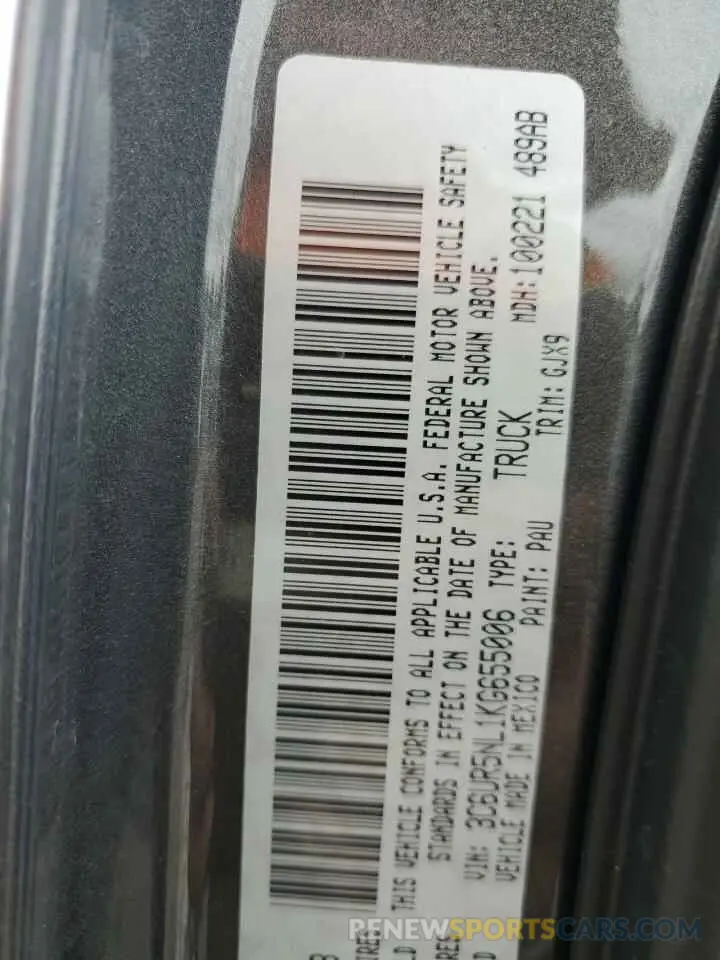 THIS VEHICLE CONFORMS TO ALL APPLICABLE U.S.A. FEDERAL MOTOR VEHICLE SAFETY
STANDARDS IN EFFECT ON THE DATE OF MANUFACTURE SHOWN ABOVE.
VIN: 3C6UR5NL1KG655006 TYPE: TRUCK MDH:100221 489AB
VEHICLE MADE IN MEXICO PAINT: PAU TRIM:GJX9
PENEWSPORTSCARS.COM